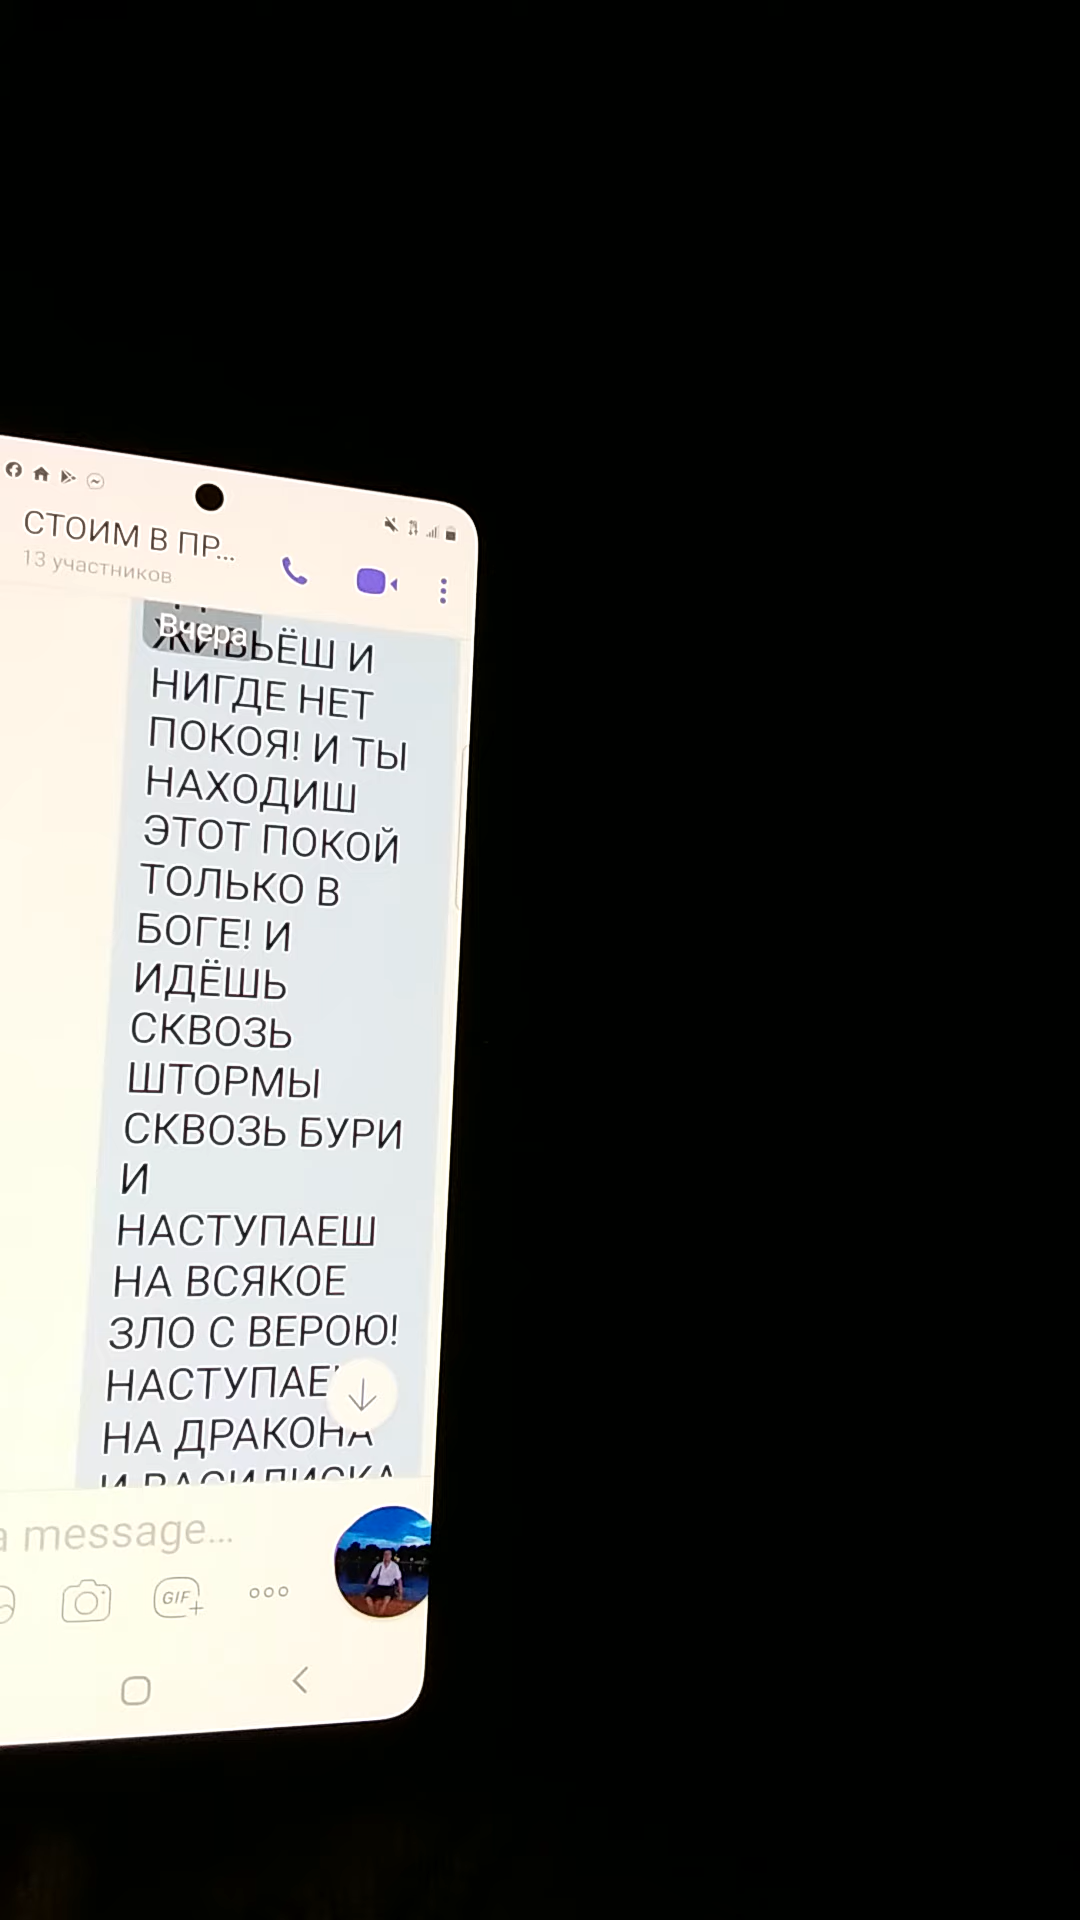 СТОИМ В ПР...
13 участников
Вчера
ЖИВЬЁШ И
НИГДЕ НЕТ
ПОКОЯ! И ТЫ
НАХОДИШ
ЭТОТ ПОКОЙ
ТОЛЬКО В
БОГЕ! И
ИДЁШЬ
СКВОЗЬ
ШТОРМЫ
СКВОЗЬ БУРИ
И
НАСТУПАЕШ
НА ВСЯКОЕ
ЗЛО С ВЕРОЮ!
НА ДРАКОНА
И ВАСИЛИСКА
a message...
GIF